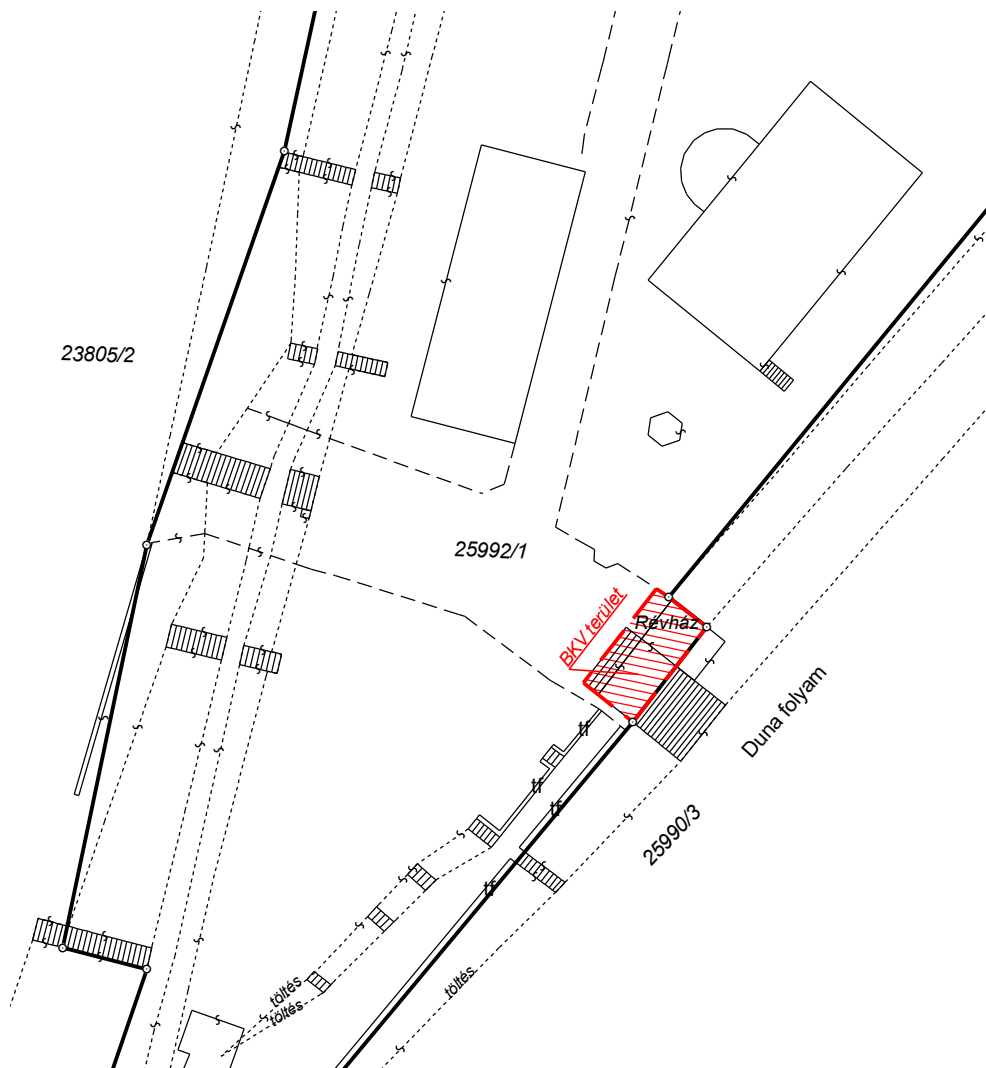 23805/2
25992/1
BKV terület
Révház
Duna folyam
tf
tf
tf
25990/3
tf
töltés
töltés
töltés